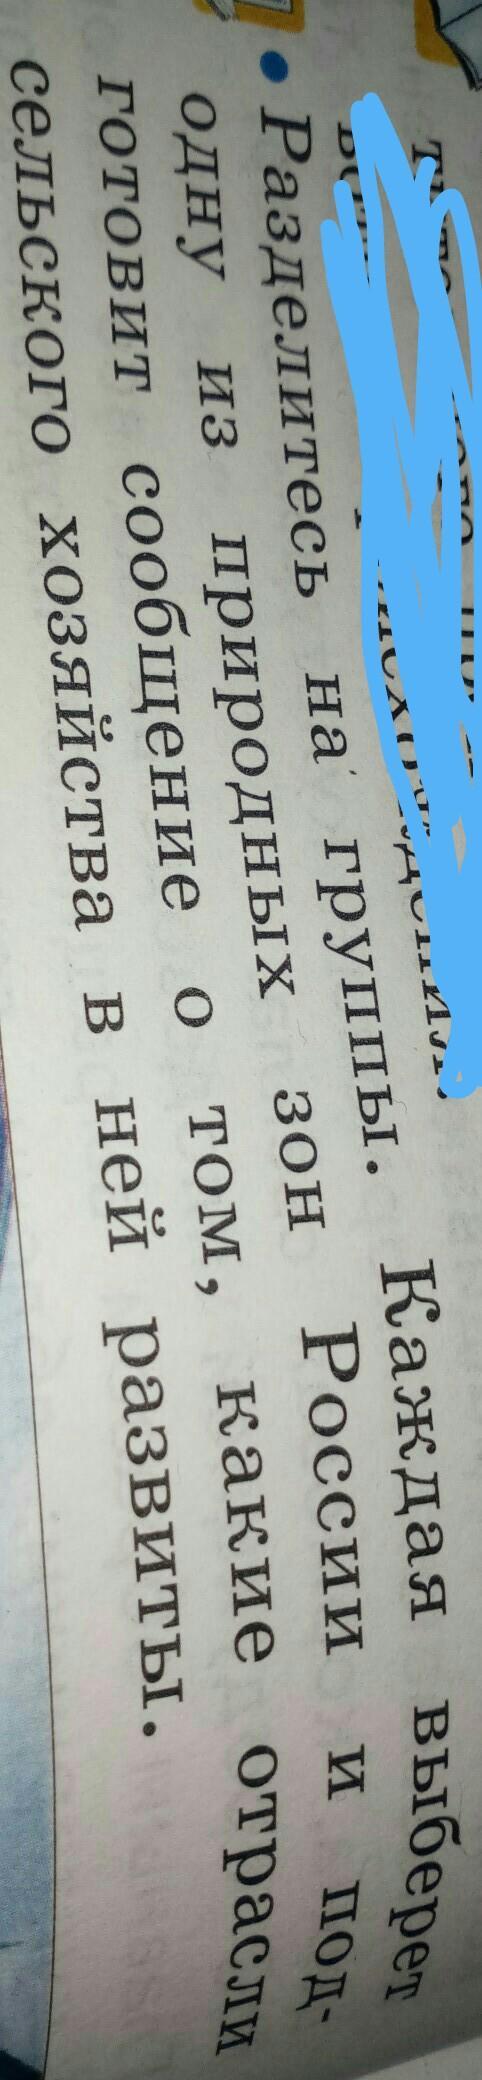 • Разделитесь на группы. Каждая выберет
одну из природных зон России и под-
готовит сообщение о том, какие отрасли
сельского хозяйства в ней развиты.